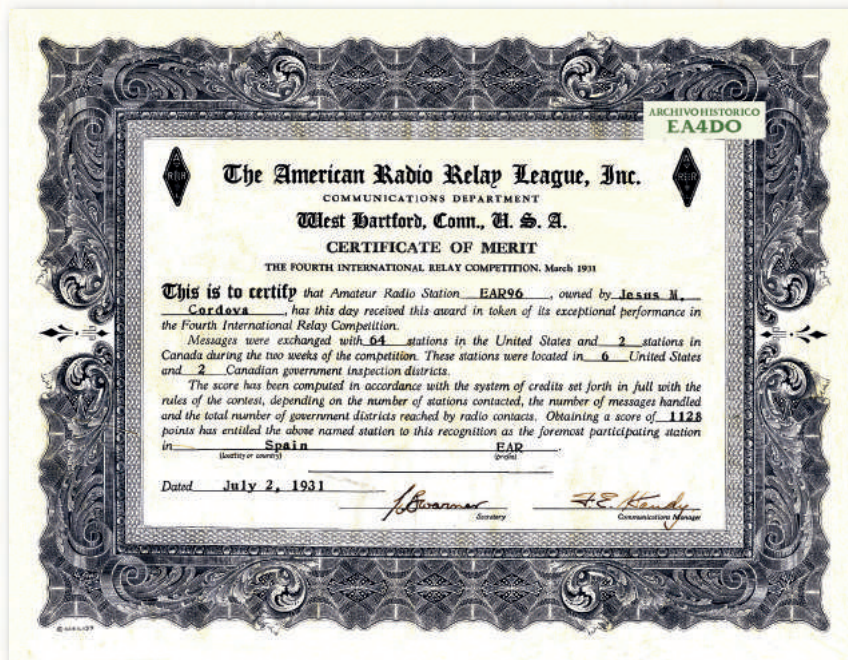 ARCHIVO HISTORICO
EA4DO
The American Radio Relay League, Inc.
COMMUNICATIONS DEPARTMENT
West Hartford, Conn., U. S. A.
CERTIFICATE OF MERIT
THE FOURTH INTERNATIONAL RELAY COMPETITION. March 1931
This is to certify that Amateur Radio Station EAR96, owned by Jesus M.
Cordova, has this day received this award in token of its exceptional performance in
the Fourth International Relay Competition.
Messages were exchanged with 64 stations in the United States and 2 stations in
Canada during the two weeks of the competition. These stations were located in 6 United States
and 2 Canadian government inspection districts.
The score has been computed in accordance with the system of credits set forth in full with the
rules of the contest, depending on the number of stations contacted, the number of messages handled
and the total number of government districts reached by radio contacts. Obtaining a score of 1128
points has entitled the above named station to this recognition as the foremost participating station
in Spain EAR.
(locality or country) (prefix)
Dated July 2, 1931
F.E. Handy
Secretary Communications Manager